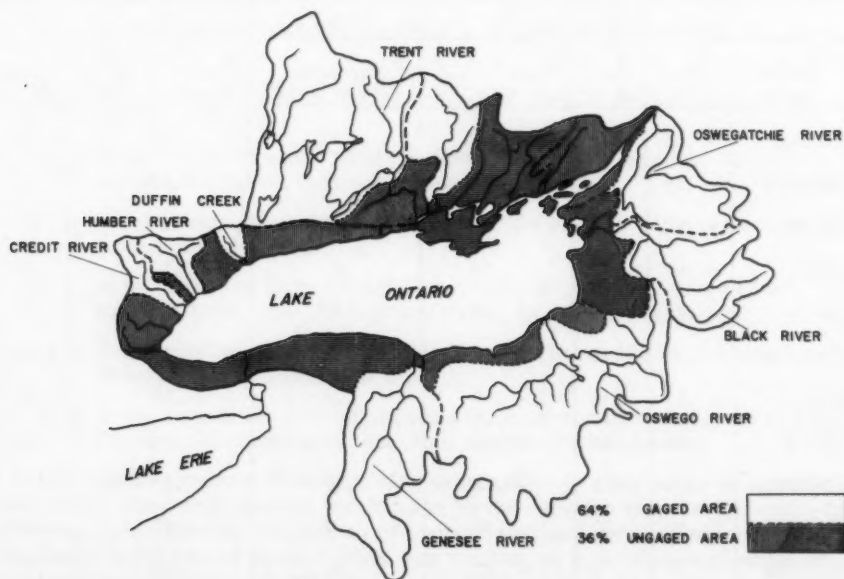 TRENT RIVER
OSWEGATCHIE RIVER
DUFFIN CREEK
HUMBER RIVER
CREDIT RIVER
LAKE ONTARIO
BLACK RIVER
OSWEGO RIVER
LAKE ERIE
GENESEE RIVER
64% GAGED AREA
36% UNGAGED AREA